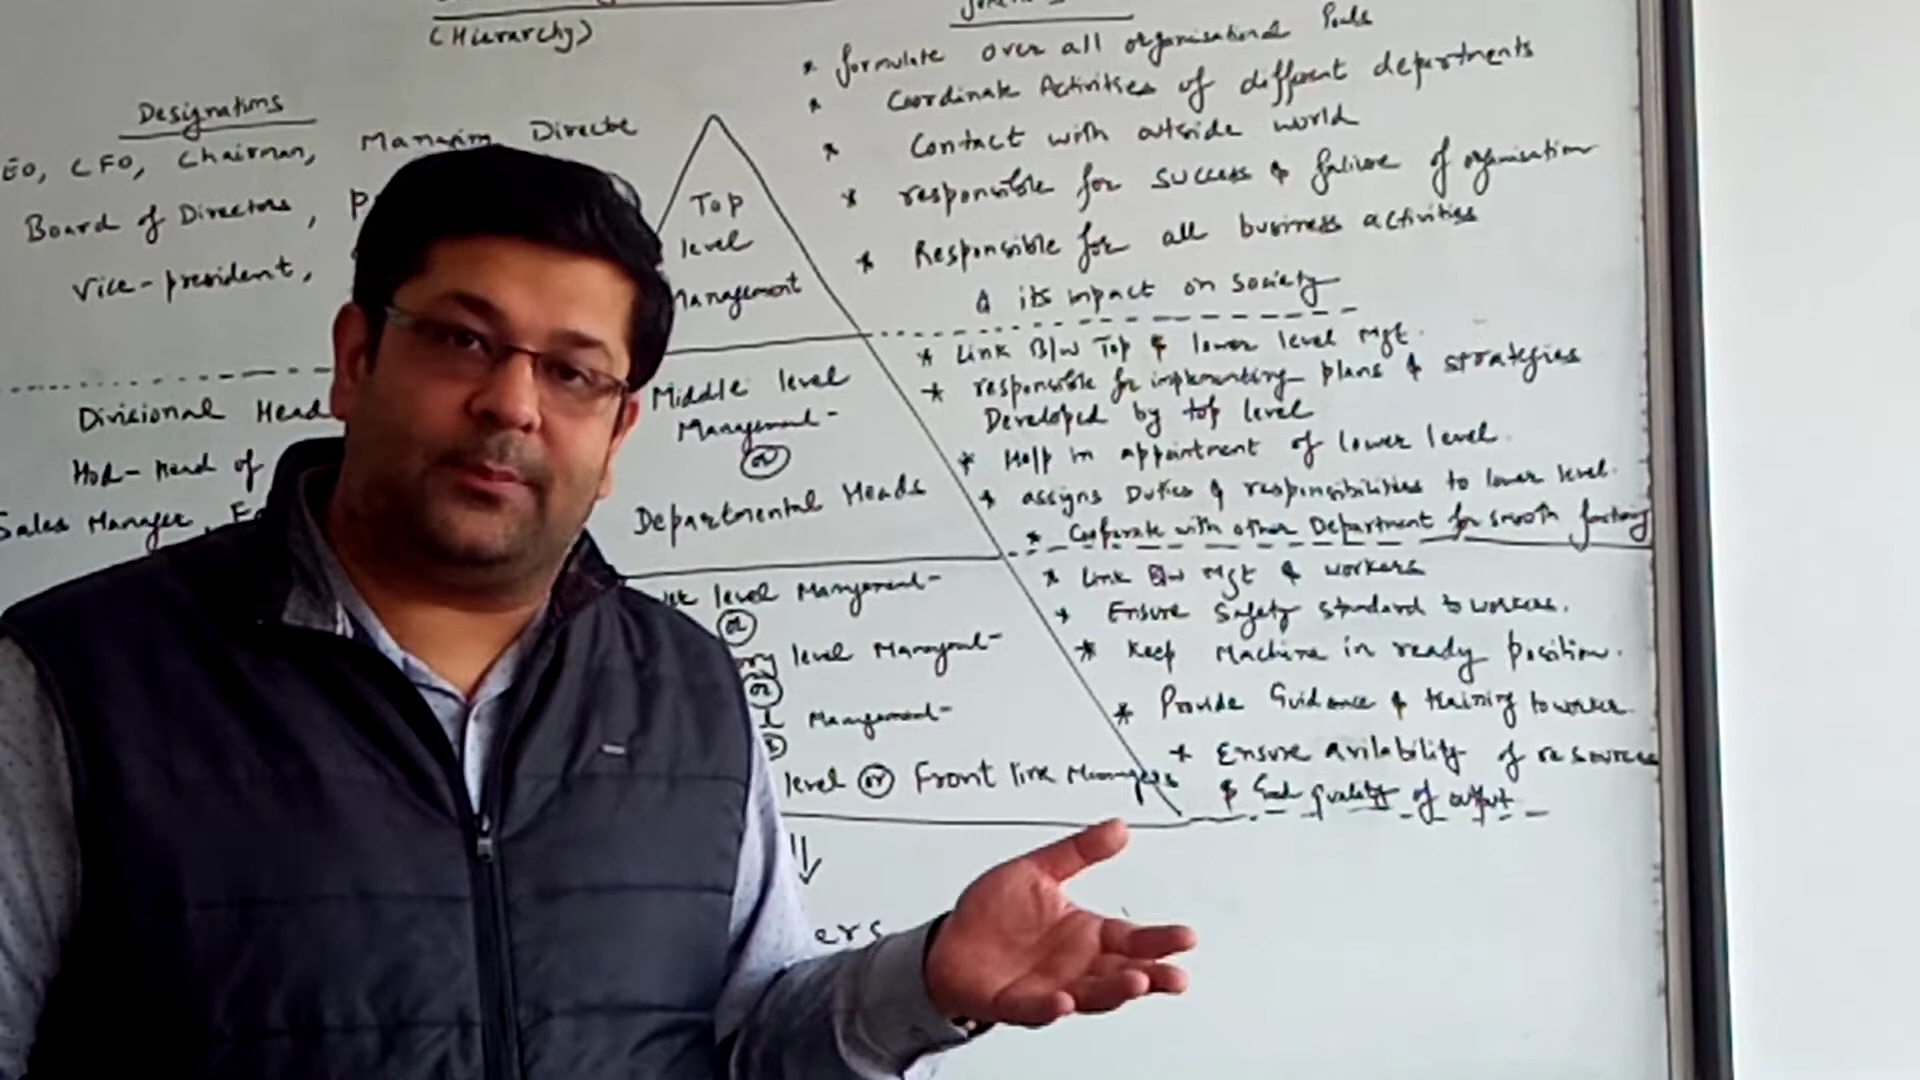 (Hierarchy)
Designations
EO, CFO, Chairman, Managing Directo
Board of Directors,
Vice-president,
Divisional Head
Hod- Head of
Sales Manager,
Top
level
Management
Middle level
Management
or
Departmental Heads
level Management
or
level Management
or
Management
level or Front line Managers
ers
* formulate over all organisational
* Coordinate Activities of different departments
* Contact with outside world
* responsible for success & failure of organisation
* Responsible for all business activities
& its impact on society
* Link B/w Top & lower level Mgt.
* responsible for implementing plans & strategies
Developed by top level
* Help in appointment of lower level.
* assigns Duties & responsibilities to lower level.
* Cooperate with other Department for smooth
* Link B/w Mgt & workers
* Ensure Safety standard to workers.
* Keep Machine in ready position.
* Provide Guidance & training to worker.
* Ensure avilability of resources
& Good quality of output